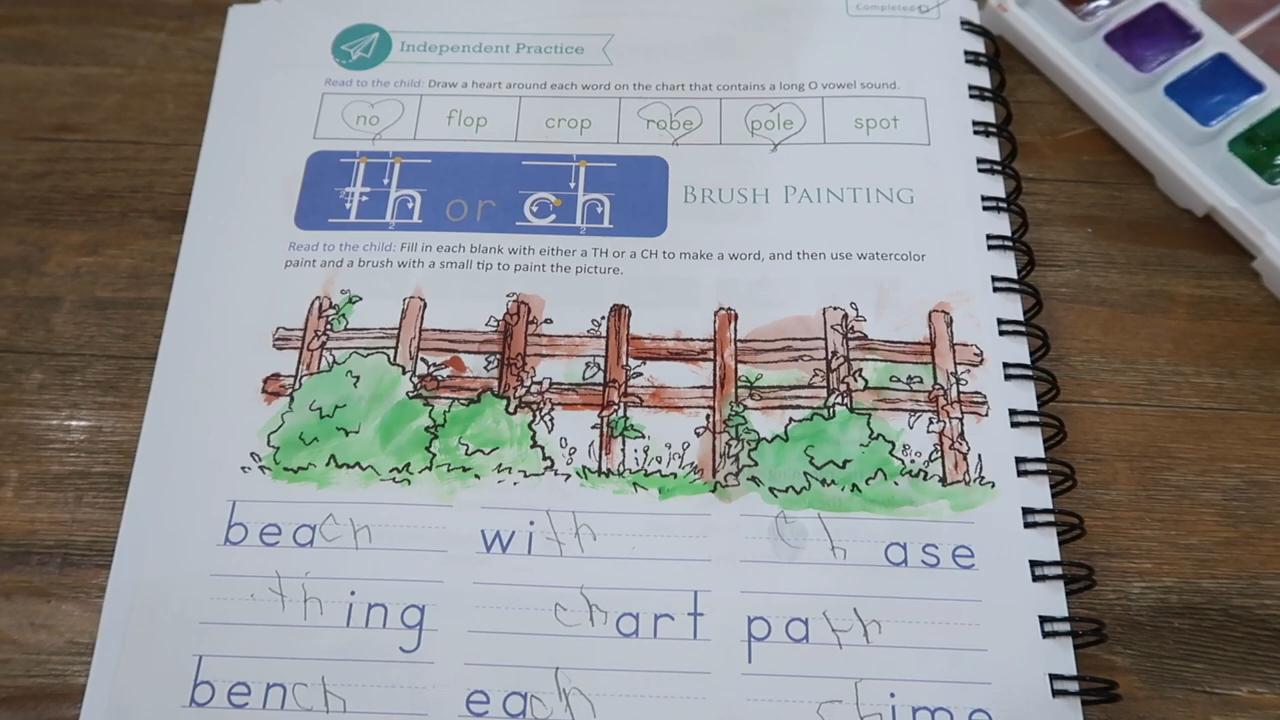 Completed
Independent Practice
Read to the child: Draw a heart around each word on the chart that contains a long O vowel sound.
no flop crop robe pole spot
th or ch BRUSH PAINTING
Read to the child: Fill in each blank with either a TH or a CH to make a word, and then use watercolor
paint and a brush with a small tip to paint the picture.
beach with chase
thing chart path
bench each chime